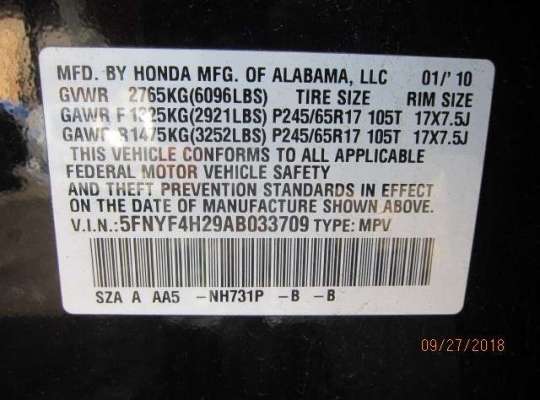 MFD. BY HONDA MFG. OF ALABAMA, LLC 01/'10
GVWR 2765KG(6096LBS) TIRE SIZE RIM SIZE
GAWR F 1325KG(2921LBS) P245/65R17 105T 17X7.5J
GAWR R1475KG(3252LBS) P245/65R17 105T 17X7.5J
THIS VEHICLE CONFORMS TO ALL APPLICABLE
FEDERAL MOTOR VEHICLE SAFETY
AND THEFT PREVENTION STANDARDS IN EFFECT
ON THE DATE OF MANUFACTURE SHOWN ABOVE.
V.I.N.:5FNYF4H29AB033709 TYPE: MPV
SZA A AA5 -NH731P -B -B
09/27/2018